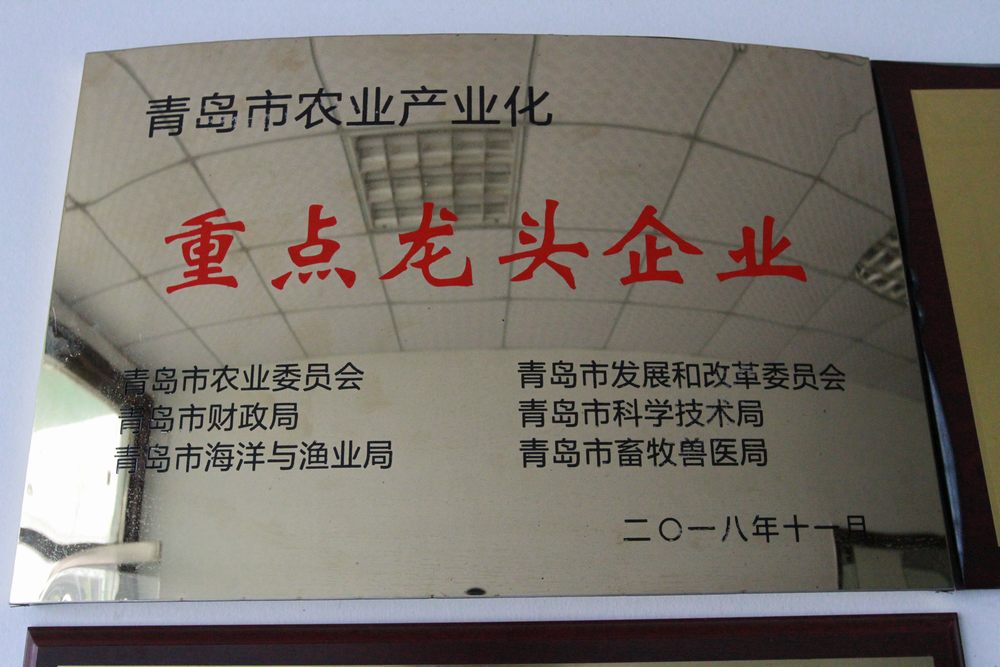 青岛市农业产业化
重点龙头企业
青岛市农业委员会 青岛市发展和改革委员会
青岛市财政局 青岛市科学技术局
青岛市海洋与渔业局 青岛市畜牧兽医局
二〇一八年十一月